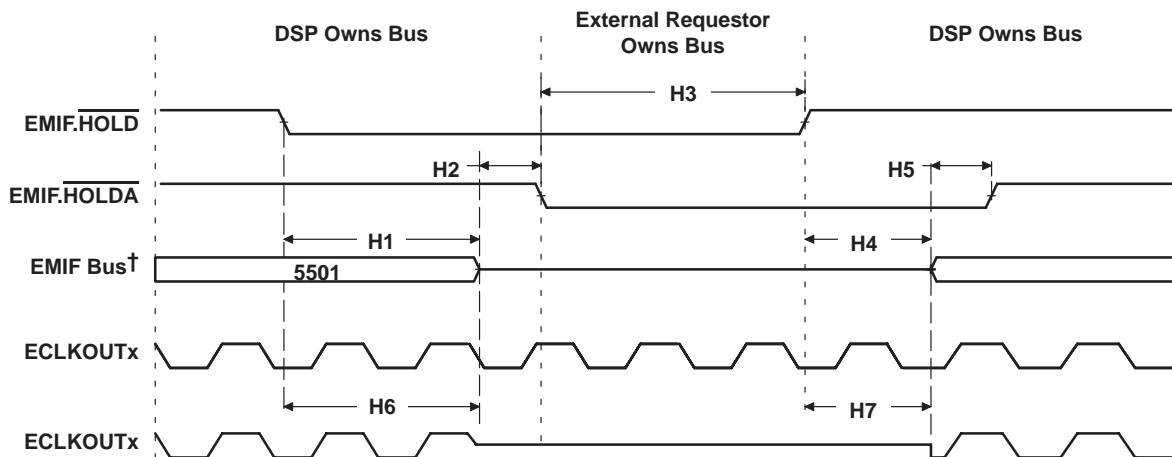 DSP Owns Bus
External Requestor
Owns Bus
DSP Owns Bus
H3
EMIF.HOLD
H2
H5
EMIF.HOLDA
H1
H4
EMIF Bus†
5501
ECLKOUTx
H6
H7
ECLKOUTx